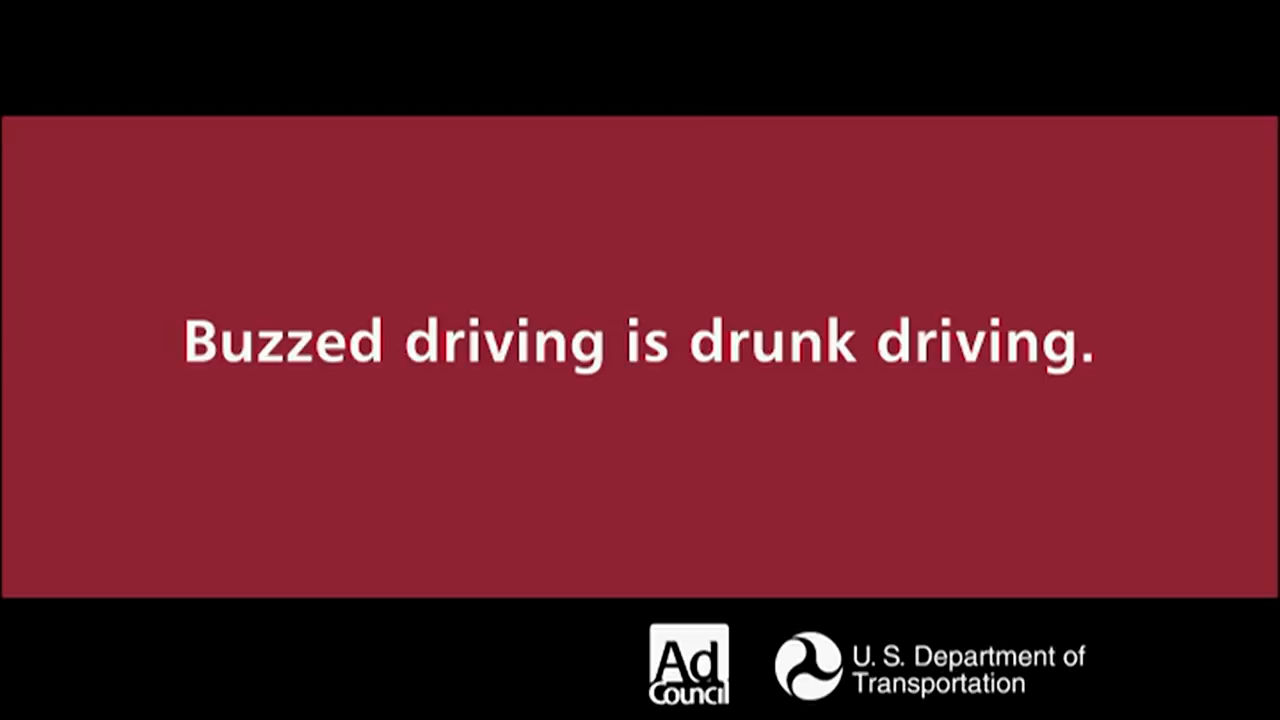 Buzzed driving is drunk driving.
Ad
Council
U. S. Department of
Transportation